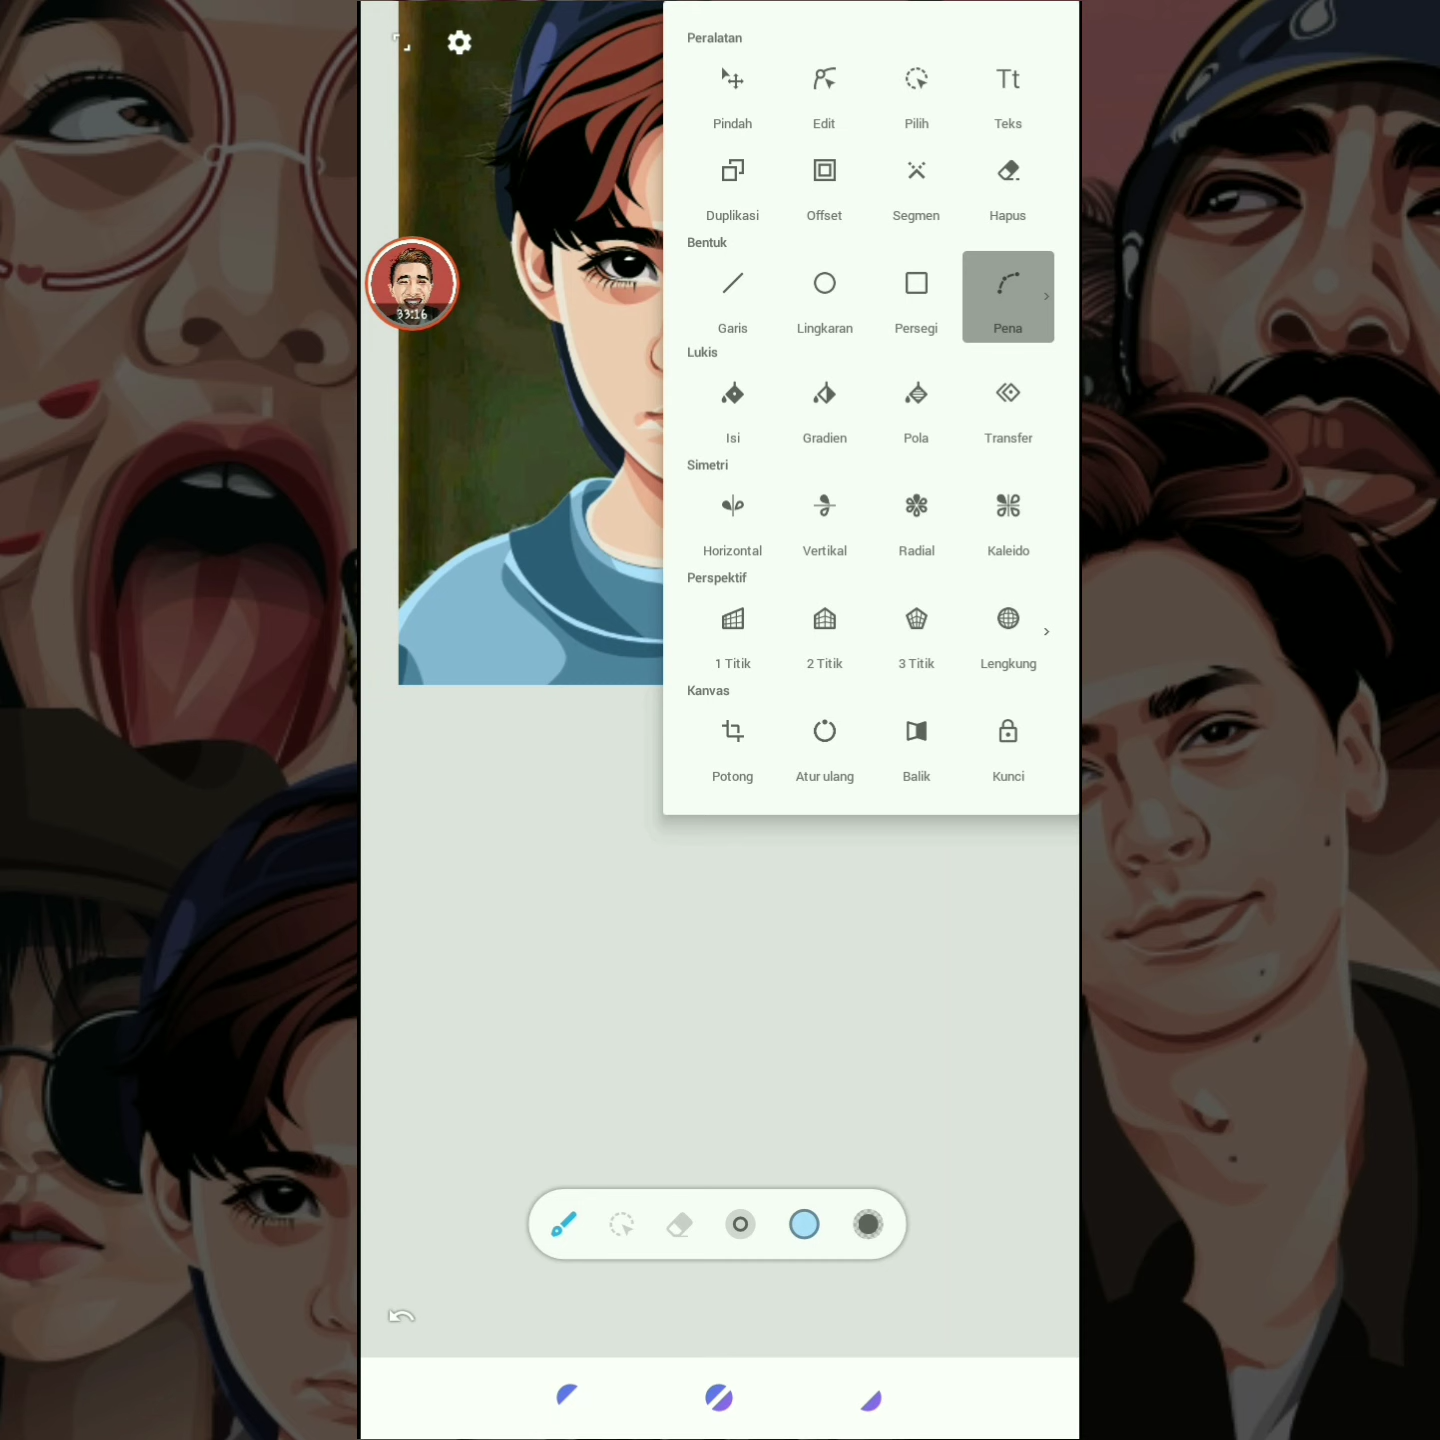 Peralatan
Pindah Edit Pilih Teks
Duplikasi Offset Segmen Hapus
Bentuk
Garis Lingkaran Persegi Pena
Lukis
Isi Gradien Pola Transfer
Simetri
Horizontal Vertikal Radial Kaleido
Perspektif
1 Titik 2 Titik 3 Titik Lengkung
Kanvas
Potong Atur ulang Balik Kunci
33:16
Tt